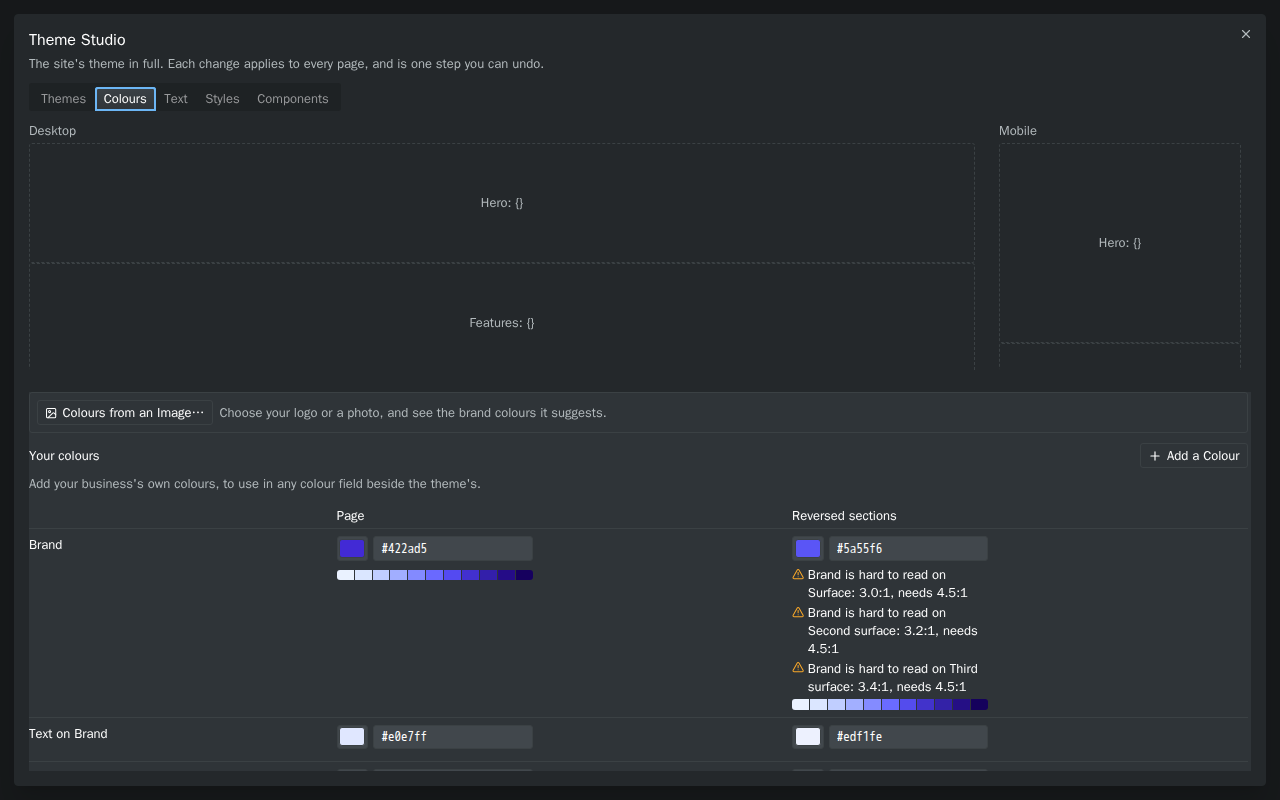 Theme Studio
The site's theme in full. Each change applies to every page, and is one step you can undo.
Themes Colours Text Styles Components
Desktop Mobile
Hero: {}
Hero: {}
Features: {}
Colours from an Image··· Choose your logo or a photo, and see the brand colours it suggests.
Your colours
Add a Colour
Add your business's own colours, to use in any colour field beside the theme's.
Page Reversed sections
Brand #422ad5 #5a55f6
Brand is hard to read on
Surface: 3.0:1, needs 4.5:1
Brand is hard to read on
Second surface: 3.2:1, needs
4.5:1
Brand is hard to read on Third
surface: 3.4:1, needs 4.5:1
Text on Brand #e0e7ff #edf1fe